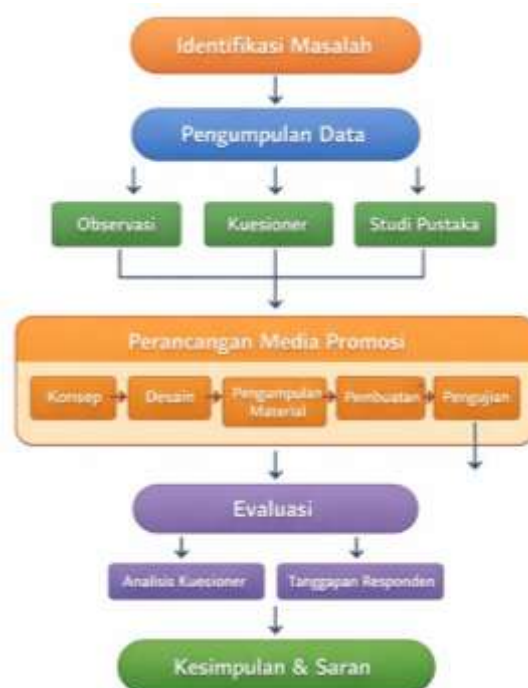 Identifikasi Masalah
Pengumpulan Data
Observasi
Kuesioner
Studi Pustaka
Perancangan Media Promosi
Konsep
Desain
Pengumpulan
Material
Pembuatan
Pengujian
Evaluasi
Analisis Kuesioner
Tanggapan Responden
Kesimpulan & Saran